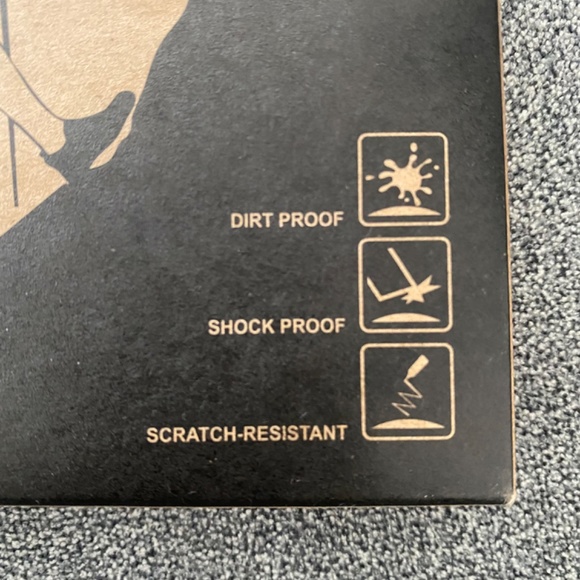 DIRT PROOF
SHOCK PROOF
SCRATCH-RESISTANT